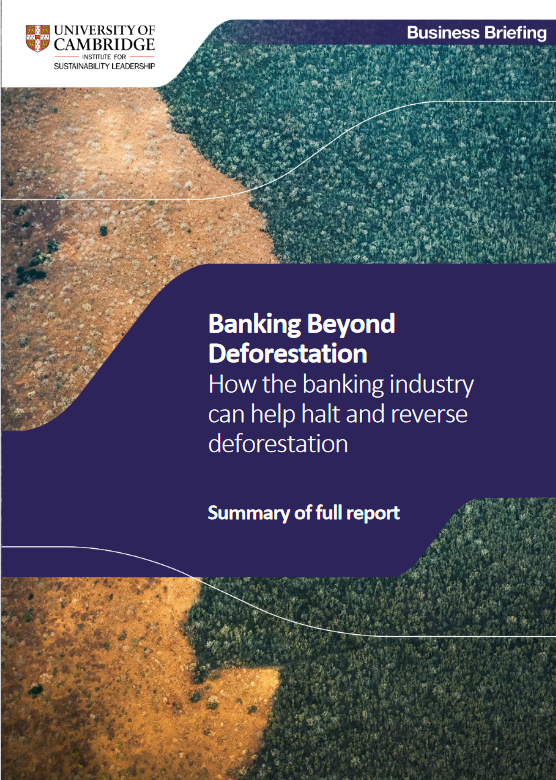 UNIVERSITY OF
CAMBRIDGE
INSTITUTE FOR
SUSTAINABILITY LEADERSHIP
Business Briefing
Banking Beyond
Deforestation
How the banking industry
can help halt and reverse
deforestation
Summary of full report